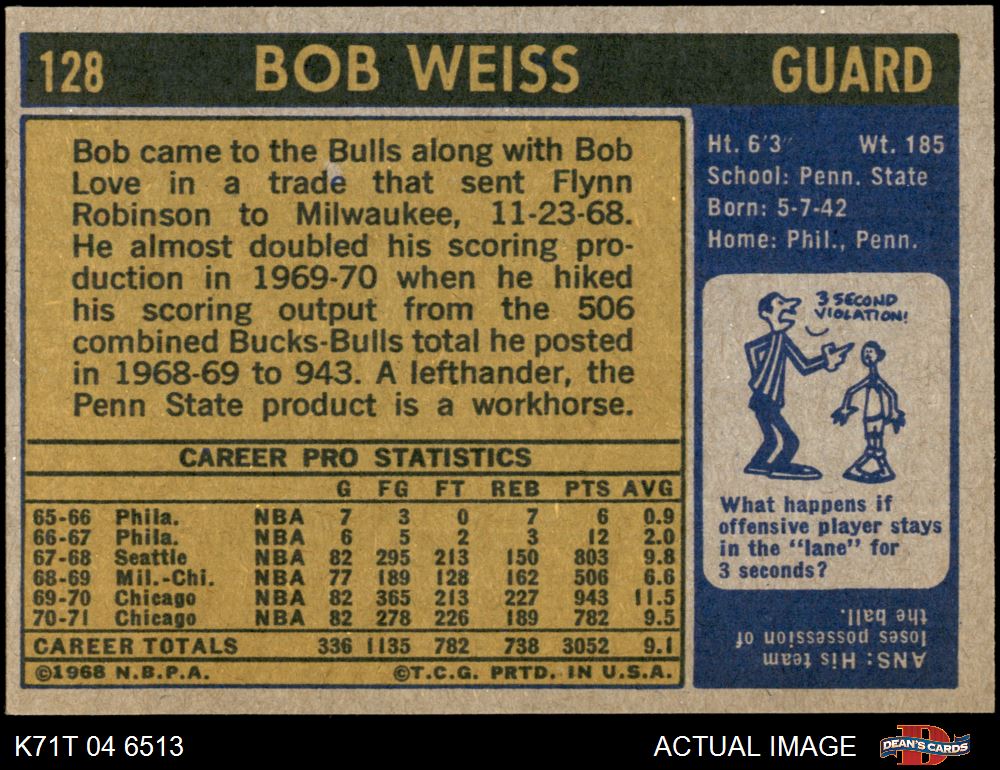 128 BOB WEISS GUARD
Bob came to the Bulls along with Bob
Love in a trade that sent Flynn
Robinson to Milwaukee, 11-23-68.
He almost doubled his scoring pro-
duction in 1969-70 when he hiked
his scoring output from the 506
combined Bucks-Bulls total he posted
in 1968-69 to 943. A lefthander, the
Penn State product is a workhorse.
CAREER PRO STATISTICS
G FG FT REB PTS AVG
65-66 Phila. NBA 7 3 0 7 6 0.9
66-67 Phila. NBA 6 5 2 3 12 2.0
67-68 Seattle NBA 82 295 213 150 803 9.8
68-69 Mil.-Chi. NBA 77 189 128 162 506 6.6
69-70 Chicago NBA 82 365 213 227 943 11.5
70-71 Chicago NBA 82 278 226 189 782 9.5
CAREER TOTALS 336 1135 782 738 3052 9.1
©1968 N.B.P.A. ©T.C.G. PRTD. IN U.S.A.
Ht. 6'3" Wt. 185
School: Penn. State
Born: 5-7-42
Home: Phil., Penn.
3 SECOND
VIOLATION!
What happens if
offensive player stays
in the "lane" for
3 seconds?
ANS: His team
loses possession of
the ball.
K71T 04 6513 ACTUAL IMAGE D DEAN'S CARDS